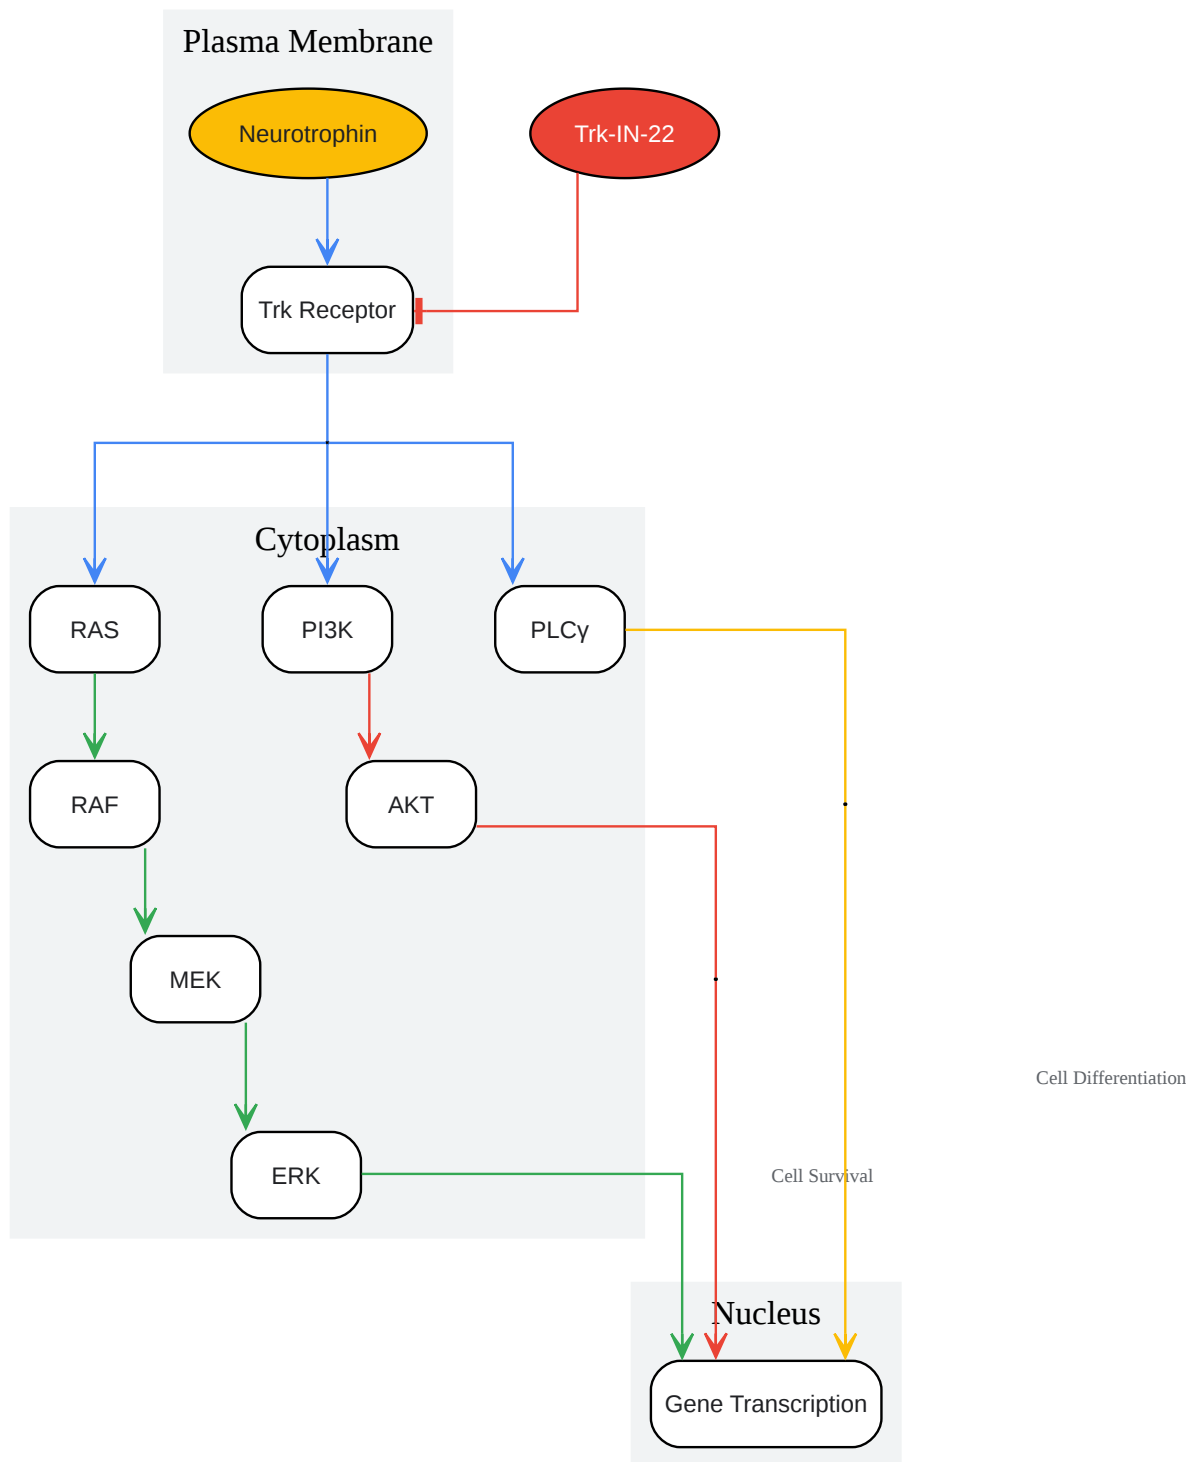 Plasma Membrane
Neurotrophin
Trk-IN-22
Trk Receptor
Cytoplasm
RAS
PI3K
PLCγ
RAF
AKT
MEK
Cell Differentiation
ERK
Cell Survival
Nucleus
Gene Transcription